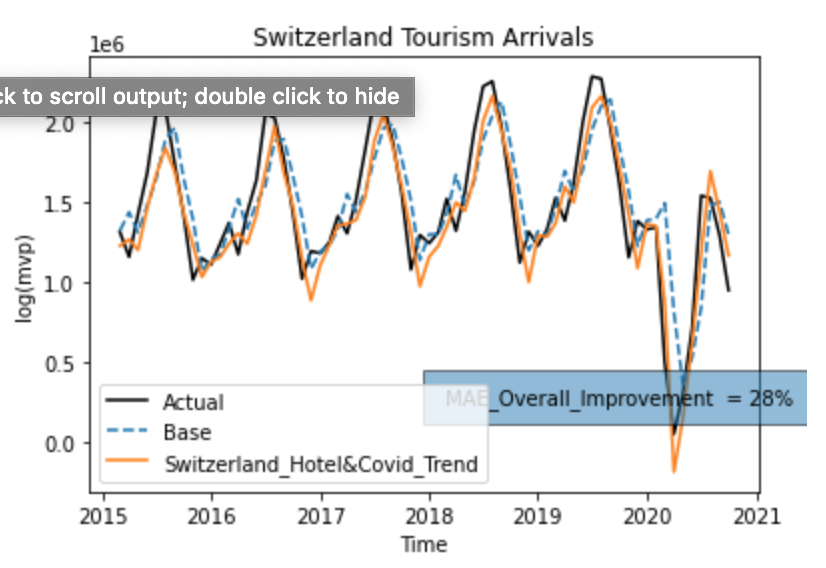 Switzerland Tourism Arrivals
1e6
ck to scroll output; double click to hide
2.0
1.5
1.0
0.5
0.0
log(mvp)
MAE_Overall_Improvement = 28%
Actual
Base
Switzerland_Hotel&Covid_Trend
2015 2016 2017 2018 2019 2020 2021
Time